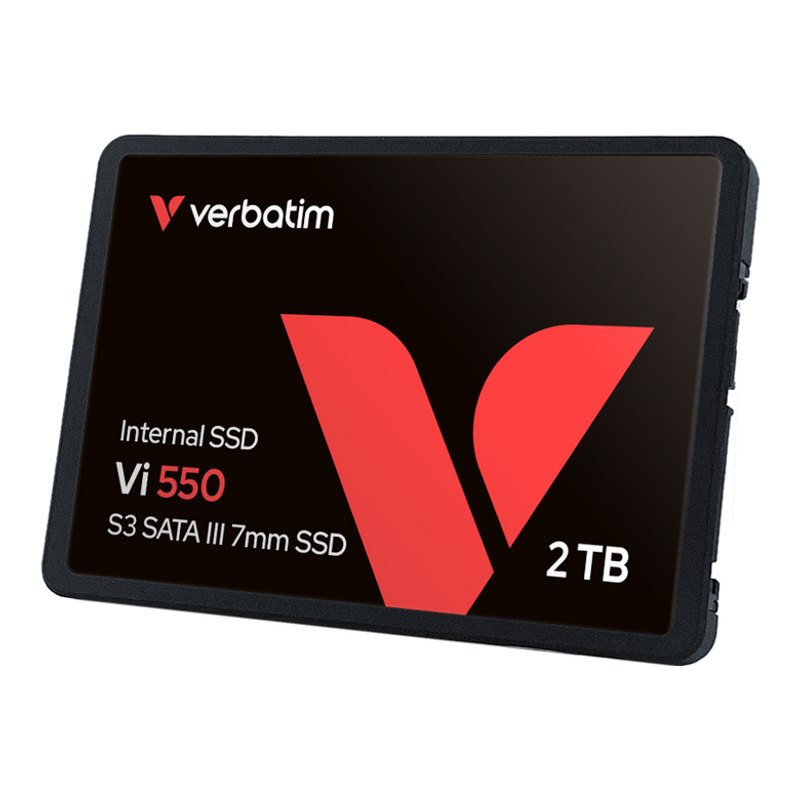 verbatim
Internal SSD
Vi 550
S3 SATA III 7mm SSD
2 TB